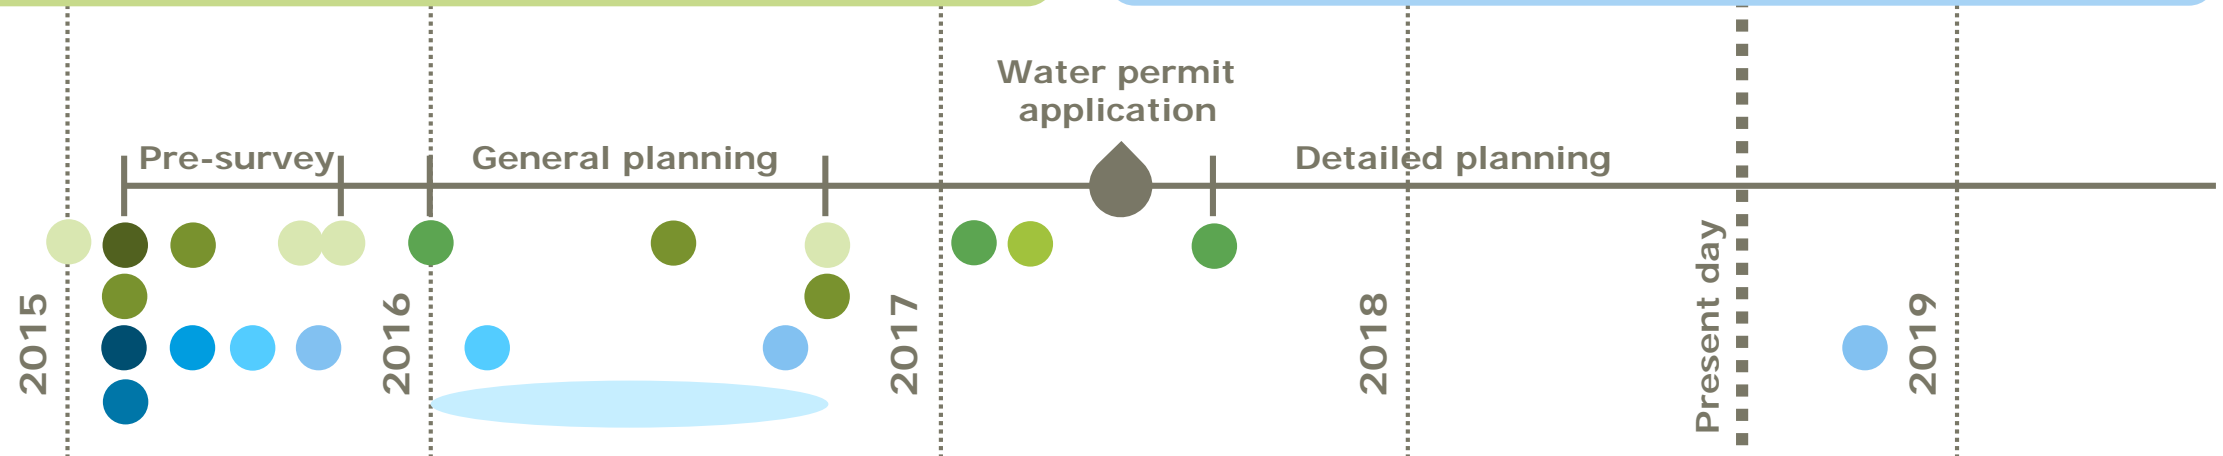 Water permit
application
Pre-survey
General planning
Detailed planning
2015
2016
2017
2018
Present day
2019